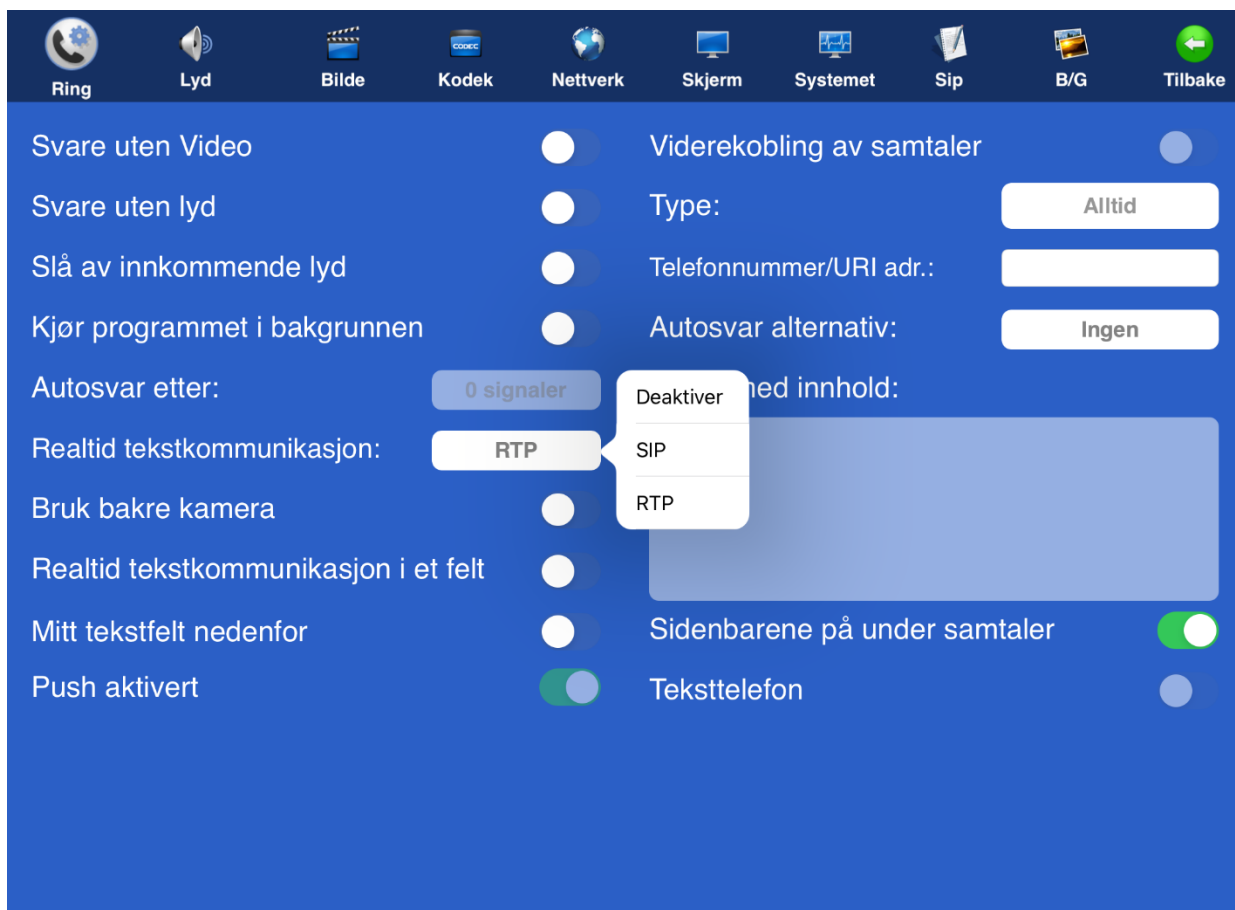 Ring
Lyd
Bilde
CODEC
Kodek
Nettverk
Skjerm
Systemet
Sip
B/G
Tilbake
Svare uten Video
Svare uten lyd
Slå av innkommende lyd
Kjør programmet i bakgrunnen
Autosvar etter: 0 signaler
Realtid tekstkommunikasjon: RTP
Bruk bakre kamera
Realtid tekstkommunikasjon i et felt
Mitt tekstfelt nedenfor
Push aktivert
Deaktiver
SIP
RTP
Viderekobling av samtaler
Type: Alltid
Telefonnummer/URI adr.:
Autosvar alternativ: Ingen
innhold:
Sidenbarene på under samtaler
Teksttelefon